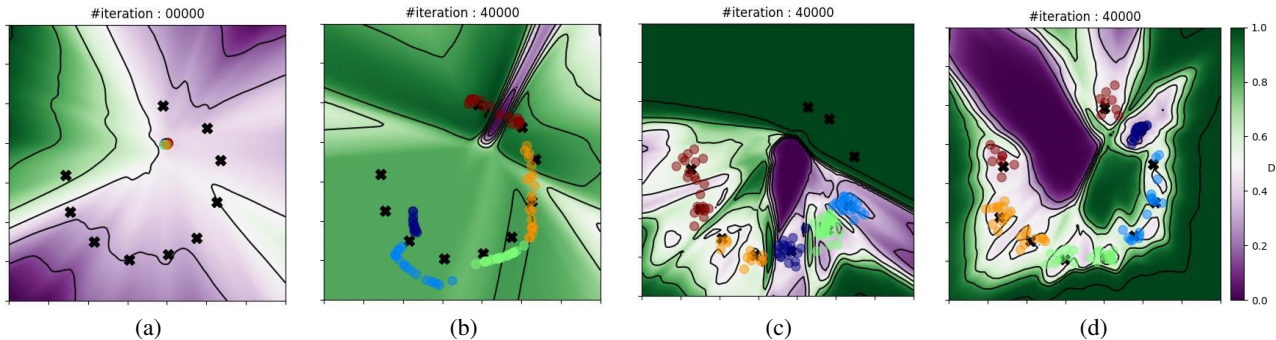 #iteration : 00000
#iteration : 40000
#iteration : 40000
#iteration : 40000
1.0
0.8
0.6
D
0.4
0.2
0.0
(a)
(b)
(c)
(d)